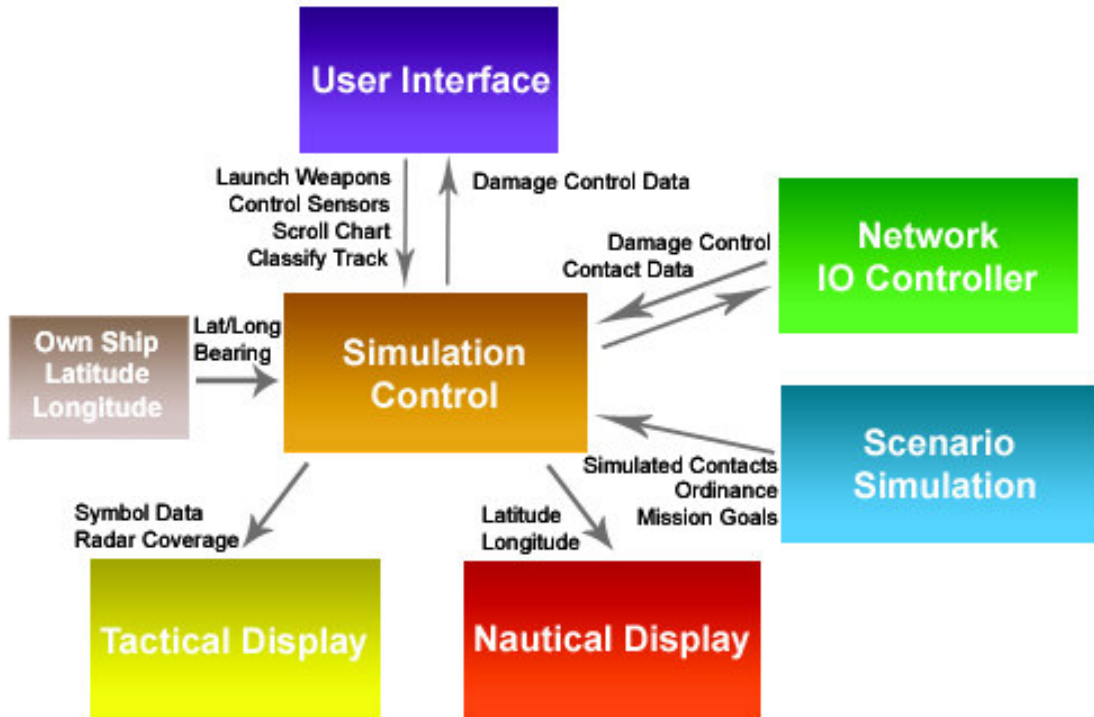 User Interface
Launch Weapons
Control Sensors
Scroll Chart
Classify Track
Damage Control Data
Damage Control
Contact Data
Network
IO Controller
Own Ship
Latitude
Longitude
Lat/Long
Bearing
Simulation
Control
Scenario
Simulation
Simulated Contacts
Ordinance
Mission Goals
Symbol Data
Radar Coverage
Latitude
Longitude
Tactical Display
Nautical Display